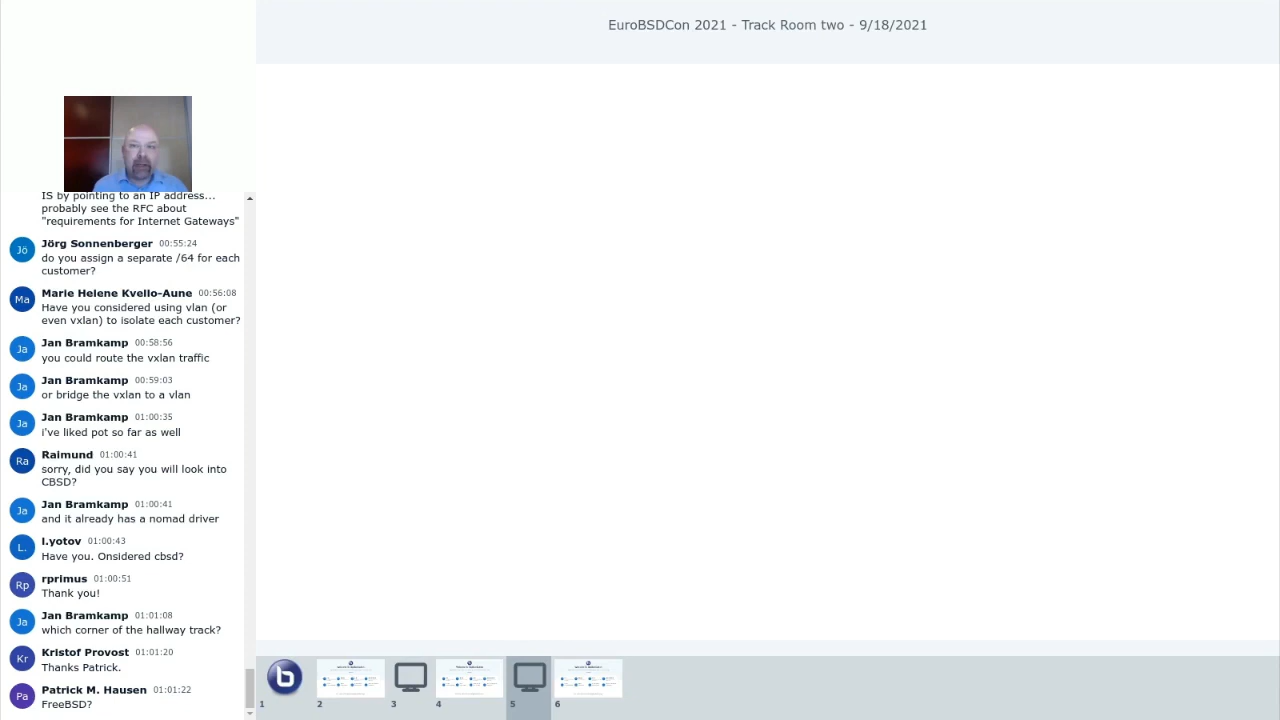 EuroBSDCon 2021 - Track Room two - 9/18/2021
IS by pointing to an IP address...
probably see the RFC about
"requirements for Internet Gateways"
Jö
Jörg Sonnenberger 00:55:24
do you assign a separate /64 for each
customer?
Ma
Marie Helene Kvello-Aune 00:56:08
Have you considered using vlan (or
even vxlan) to isolate each customer?
Ja
Jan Bramkamp 00:58:56
you could route the vxlan traffic
Ja
Jan Bramkamp 00:59:03
or bridge the vxlan to a vlan
Ja
Jan Bramkamp 01:00:35
i've liked pot so far as well
Ra
Raimund 01:00:41
sorry, did you say you will look into
CBSD?
Ja
Jan Bramkamp 01:00:41
and it already has a nomad driver
L.
l.yotov 01:00:43
Have you. Onsidered cbsd?
Rp
rprimus 01:00:51
Thank you!
Ja
Jan Bramkamp 01:01:08
which corner of the hallway track?
Kr
Kristof Provost 01:01:20
Thanks Patrick.
Pa
Patrick M. Hausen 01:01:22
FreeBSD?
b
1 2 3 4 5 6